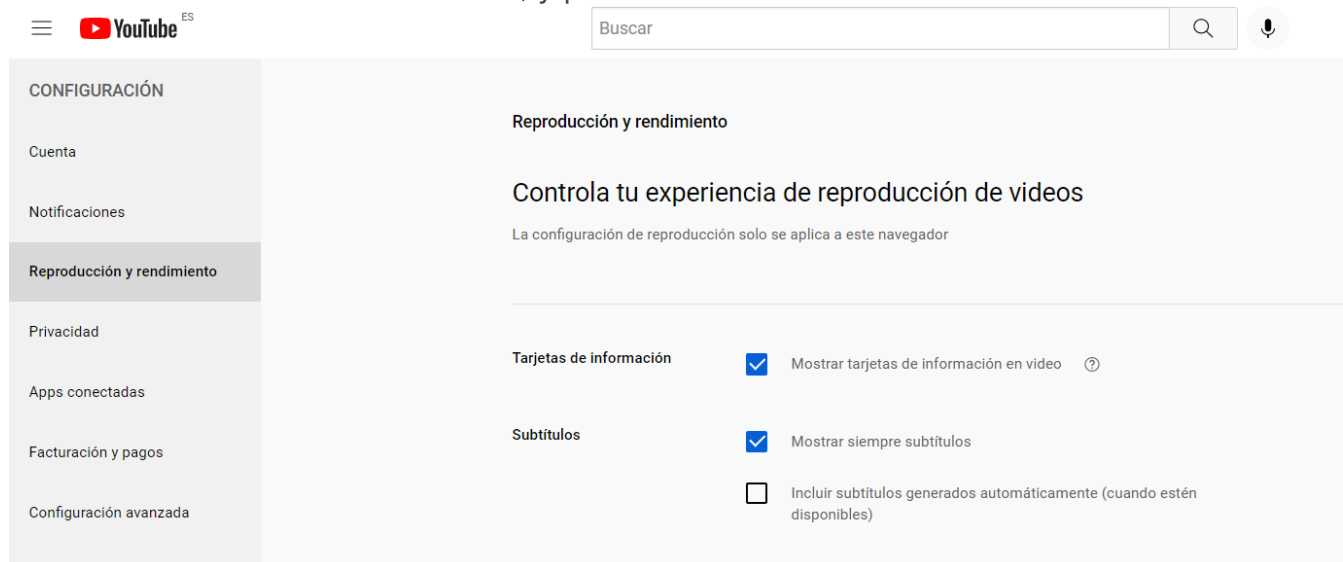 YouTube ES
Buscar
CONFIGURACIÓN
Cuenta
Notificaciones
Reproducción y rendimiento
Privacidad
Apps conectadas
Facturación y pagos
Configuración avanzada
Reproducción y rendimiento
Controla tu experiencia de reproducción de videos
La configuración de reproducción solo se aplica a este navegador
Tarjetas de información
Mostrar tarjetas de información en video
Subtítulos
Mostrar siempre subtítulos
Incluir subtítulos generados automáticamente (cuando estén
disponibles)